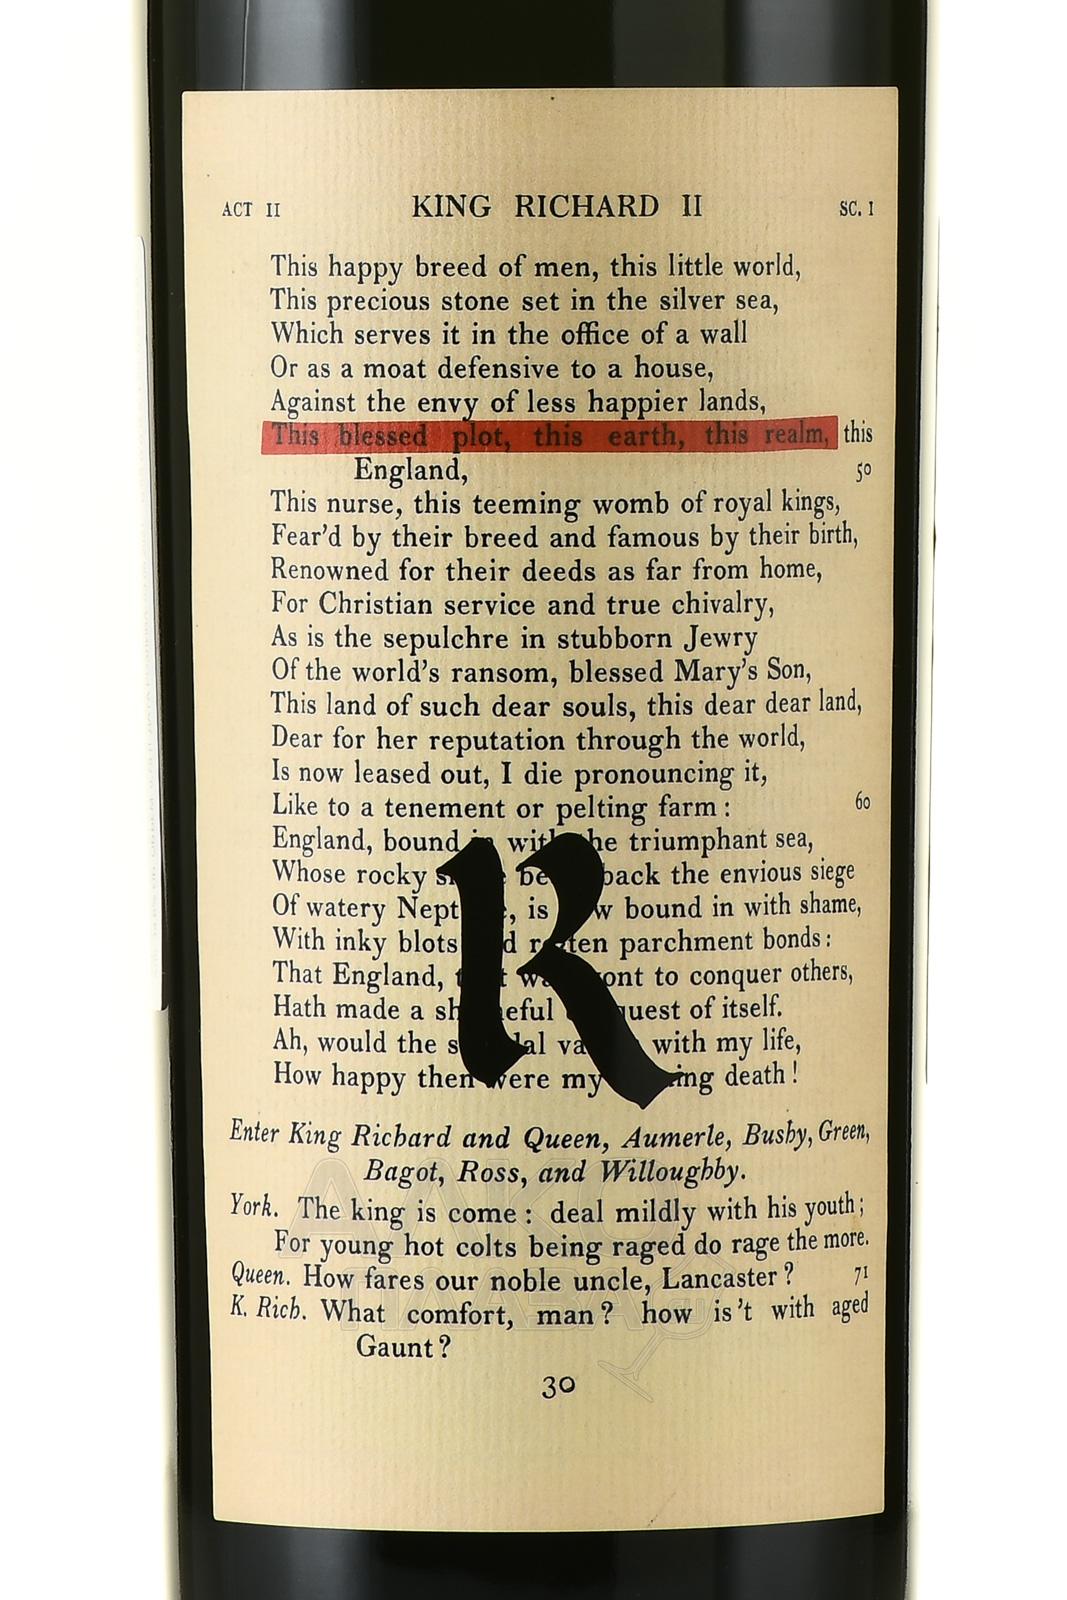 ACT II KING RICHARD II SC. I
This happy breed of men, this little world,
This precious stone set in the silver sea,
Which serves it in the office of a wall
Or as a moat defensive to a house,
Against the envy of less happier lands,
This blessed plot, this earth, this realm, this
England, 50
This nurse, this teeming womb of royal kings,
Fear'd by their breed and famous by their birth,
Renowned for their deeds as far from home,
For Christian service and true chivalry,
As is the sepulchre in stubborn Jewry
Of the world's ransom, blessed Mary's Son,
This land of such dear souls, this dear dear land,
Dear for her reputation through the world,
Is now leased out, I die pronouncing it,
Like to a tenement or pelting farm: 60
England, bound in with the triumphant sea,
Whose rocky back the envious siege
Of watery is bound in with shame,
With inky blots rotten parchment bonds:
That England, to conquer others,
Hath made a of itself.
Ah, would the with my life,
How happy then were my death!
R
Enter King Richard and Queen, Aumerle, Bushy, Green,
Bagot, Ross, and Willoughby.
York. The king is come: deal mildly with his youth;
For young hot colts being raged do rage the more.
Queen. How fares our noble uncle, Lancaster? 71
K. Rich. What comfort, man? how is't with aged
Gaunt?
30